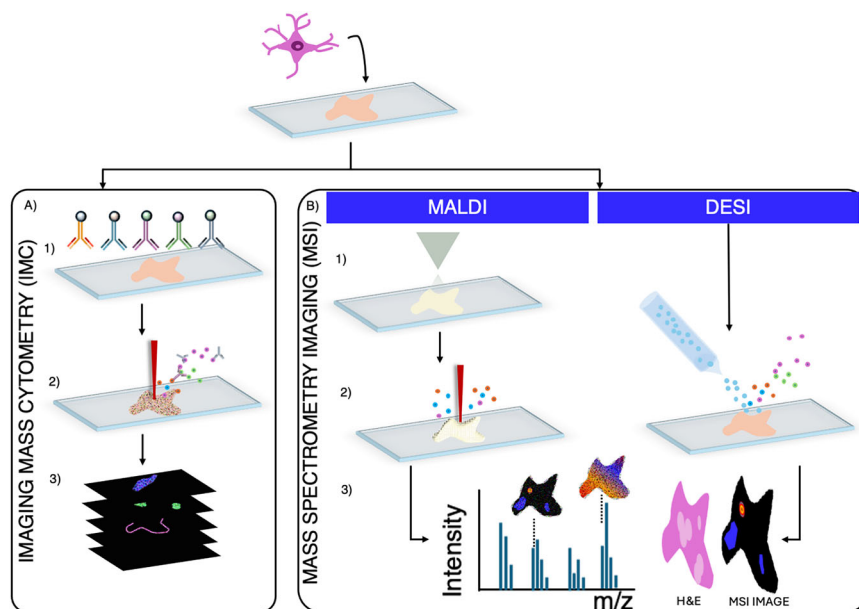 A)
IMAGING MASS CYTOMETRY (IMC)
1)
2)
3)
B)
MASS SPECTROMETRY IMAGING (MSI)
MALDI
DESI
1)
2)
3)
Intensity
m/z
H&E
MSI IMAGE